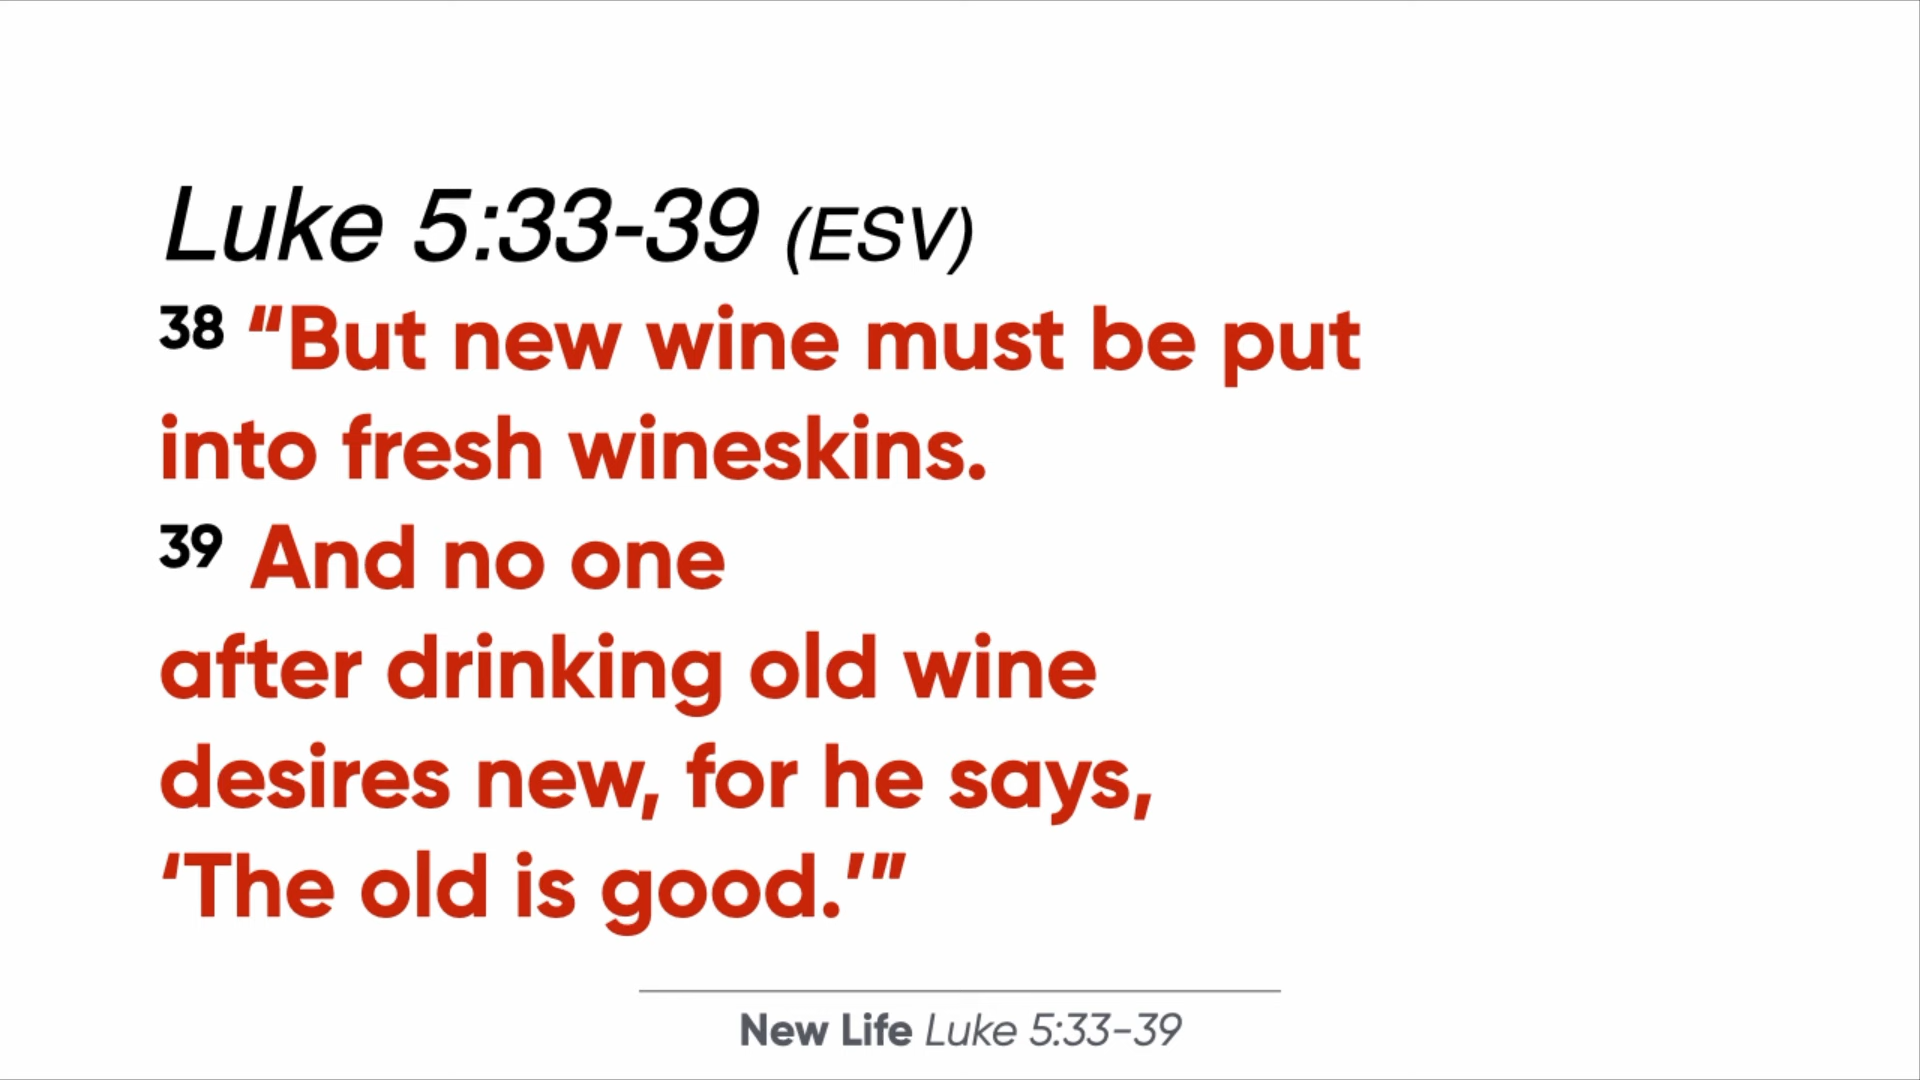 Luke 5:33-39 (ESV)
38 “But new wine must be put
into fresh wineskins.
39 And no one
after drinking old wine
desires new, for he says,
‘The old is good.’”
New Life Luke 5:33-39